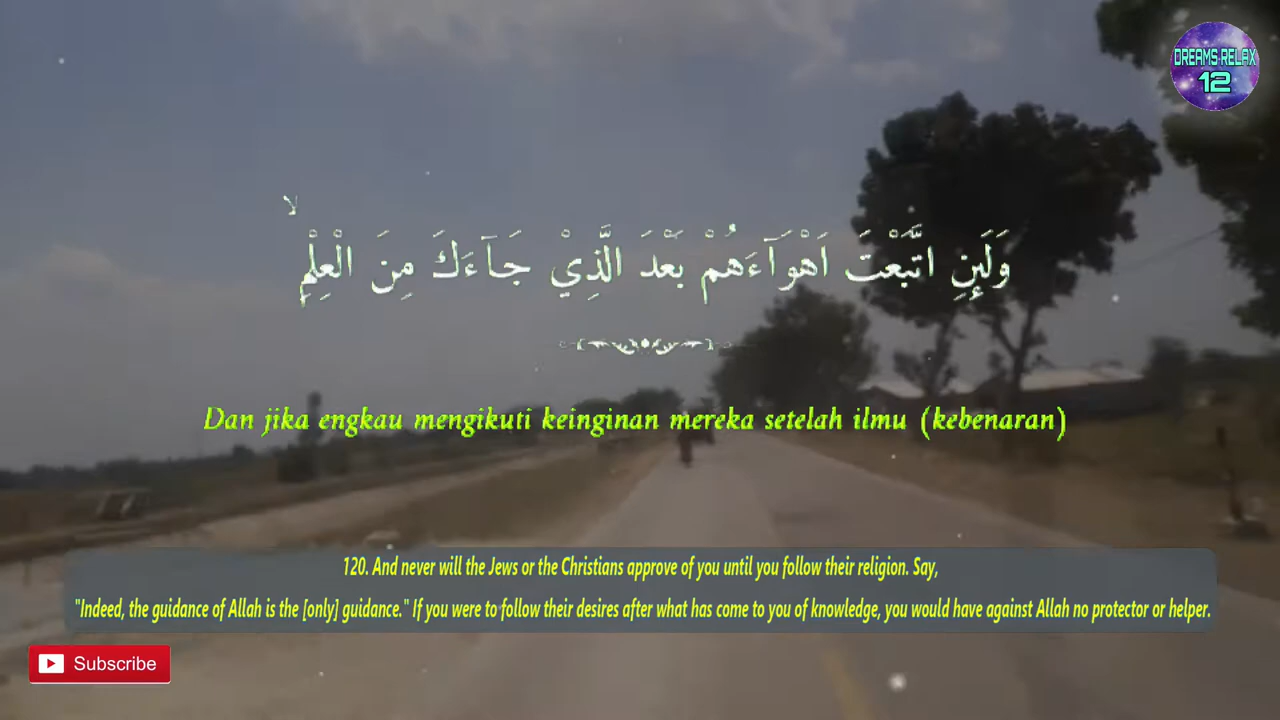 DREAMS RELAX
12
وَلَىِٕنِ اتَّبَعْتَ اَهْوَاۤءَهُمْ بَعْدَ الَّذِيْ جَاۤءَكَ مِنَ الْعِلْمِۙ
Dan jika engkau mengikuti keinginan mereka setelah ilmu (kebenaran)
120. And never will the Jews or the Christians approve of you until you follow their religion. Say,
"Indeed, the guidance of Allah is the [only] guidance." If you were to follow their desires after what has come to you of knowledge, you would have against Allah no protector or helper.
Subscribe